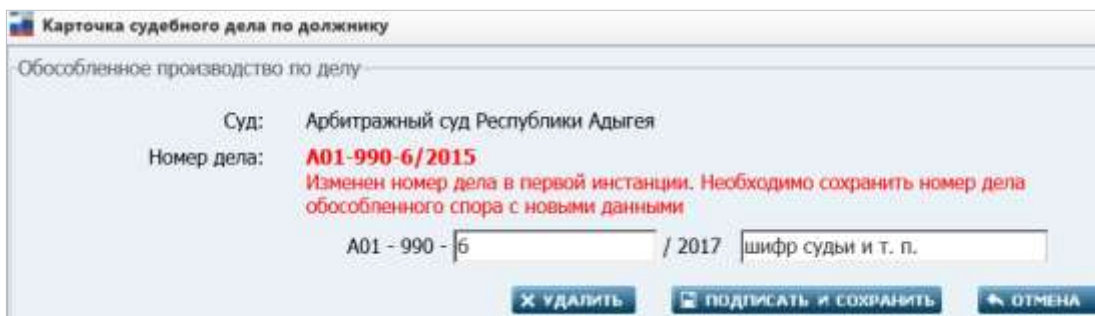 Карточка судебного дела по должнику
Обособленное производство по делу
Суд: Арбитражный суд Республики Адыгея
Номер дела: А01-990-6/2015
Изменен номер дела в первой инстанции. Необходимо сохранить номер дела
обособленного спора с новыми данными
А01 - 990 - 6 / 2017 шифр судьи и т. п.
УДАЛИТЬ ПОДПИСАТЬ И СОХРАНИТЬ ОТМЕНА